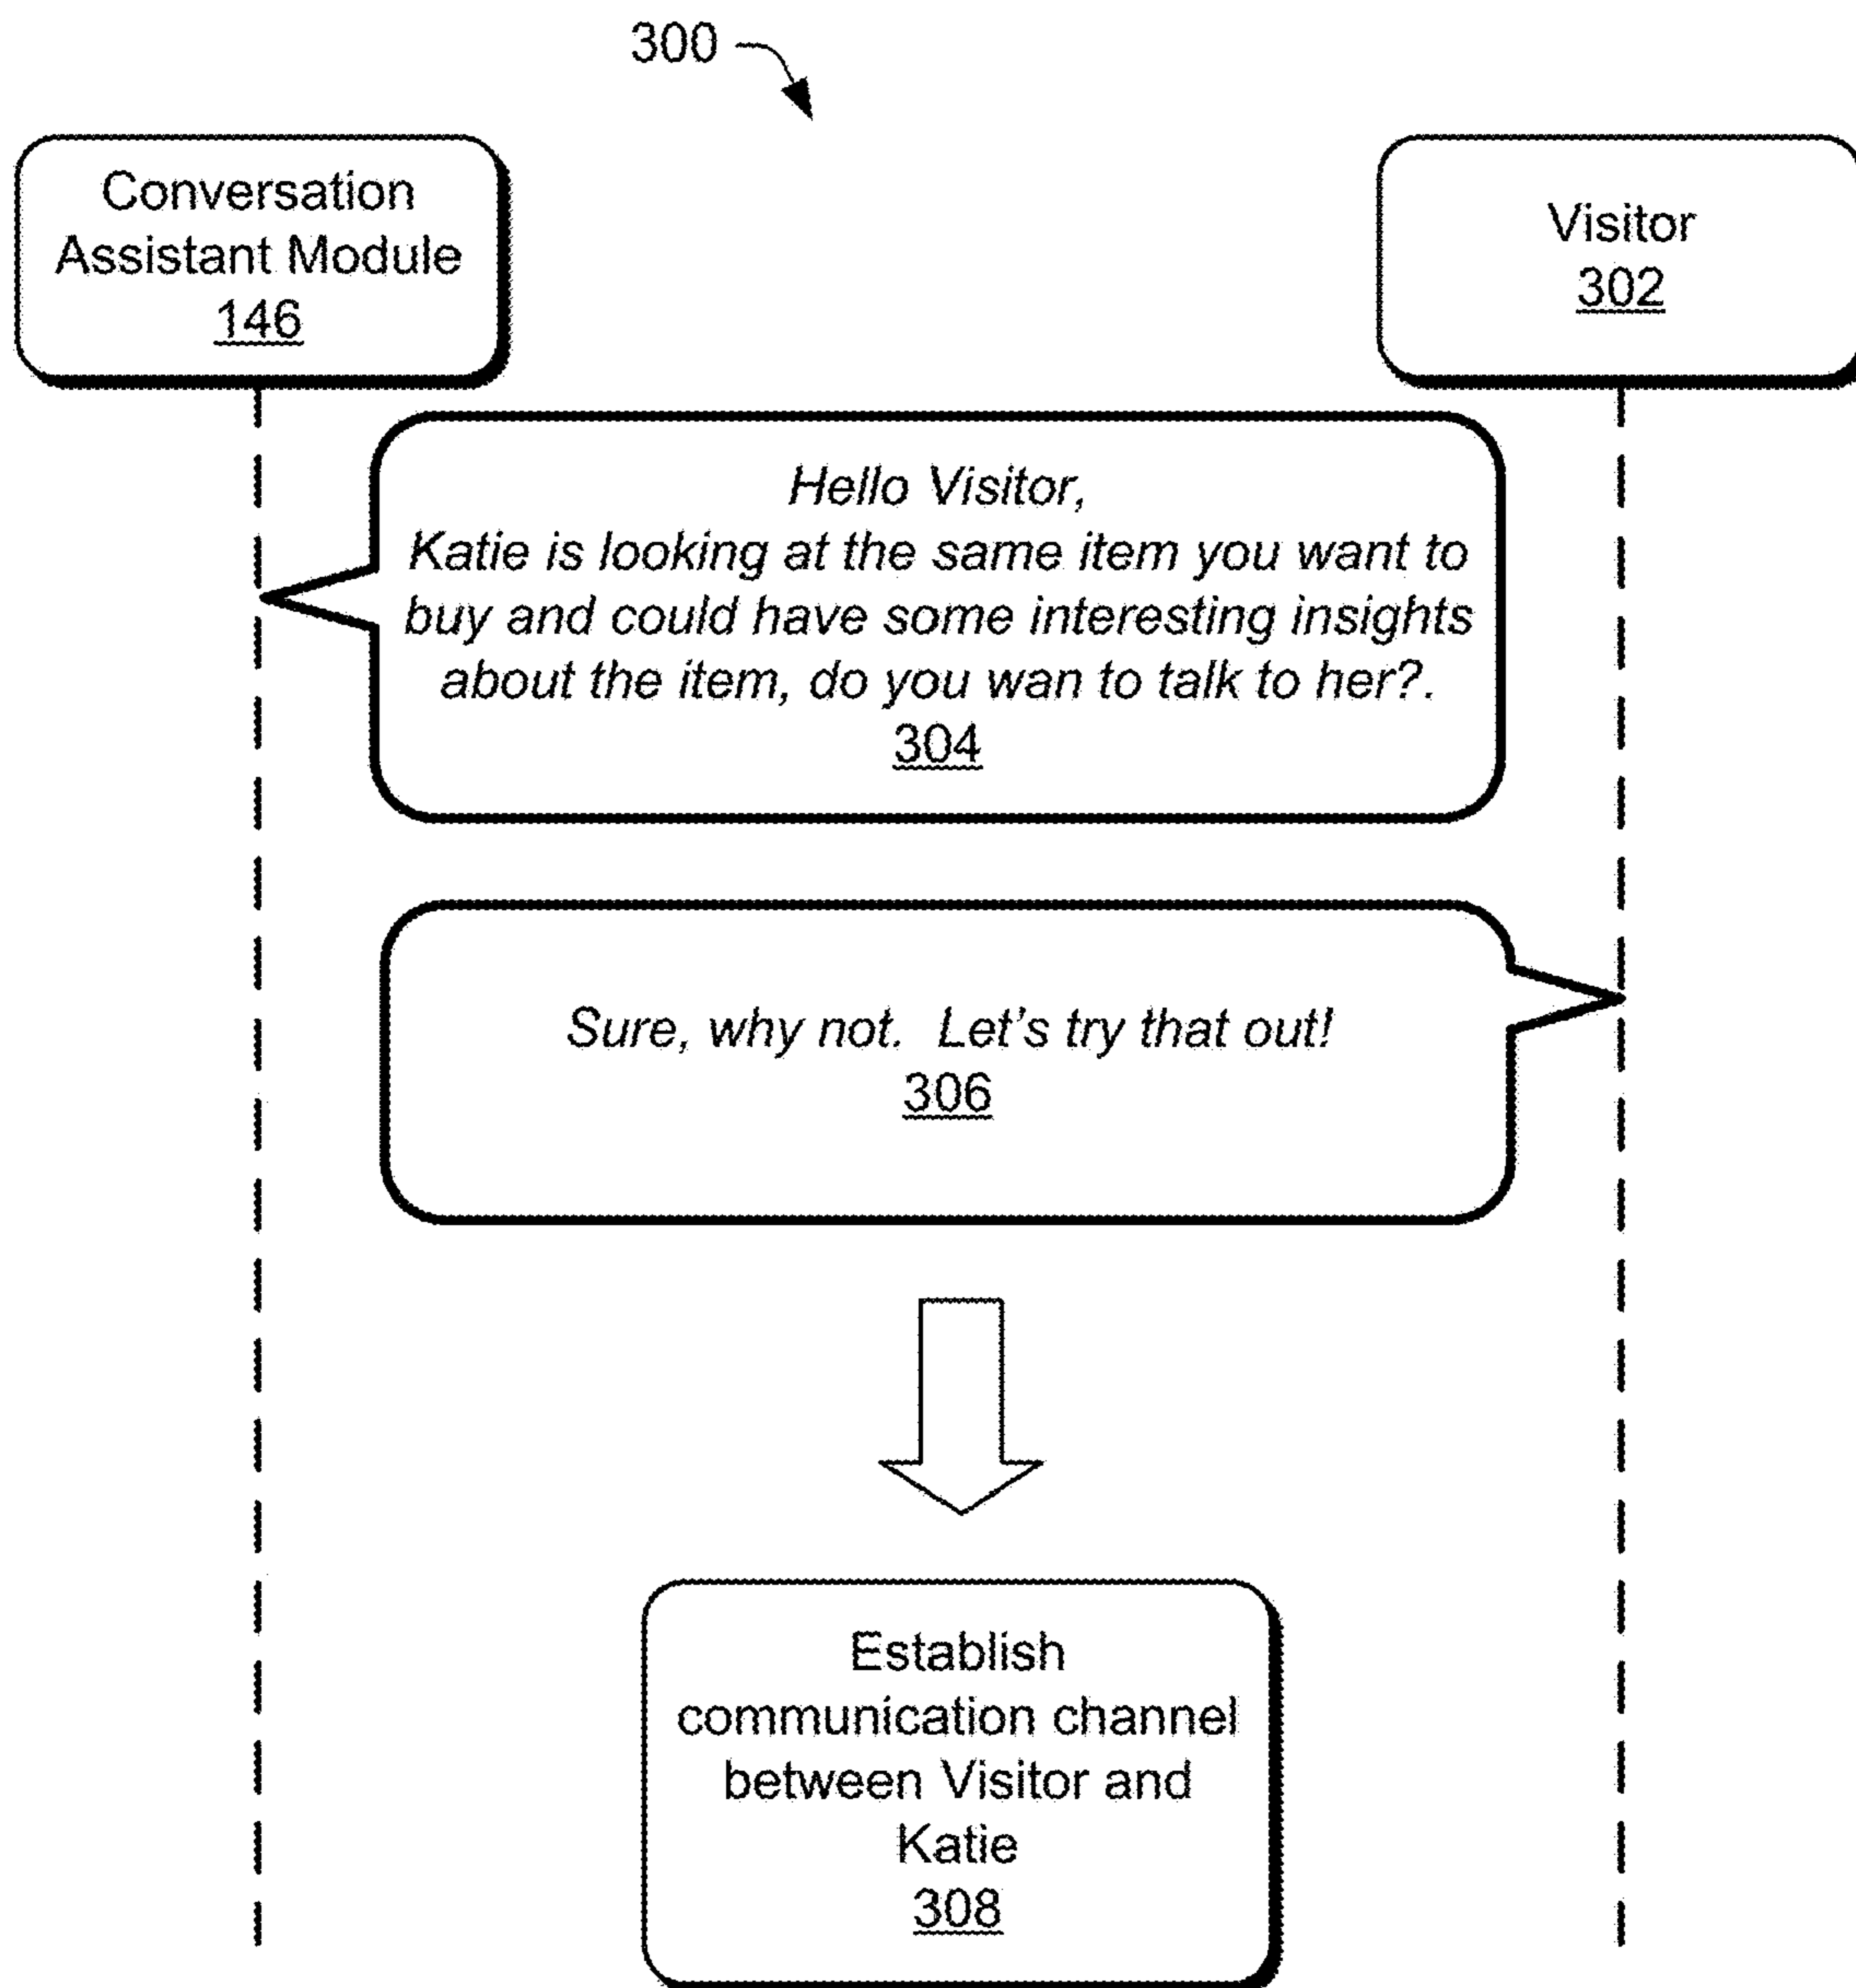 300
Conversation
Assistant Module
146
Visitor
302
Hello Visitor,
Katie is looking at the same item you want to
buy and could have some interesting insights
about the item, do you wan to talk to her?.
304
Sure, why not.  Let's try that out!
306
Establish
communication channel
between Visitor and
Katie
308